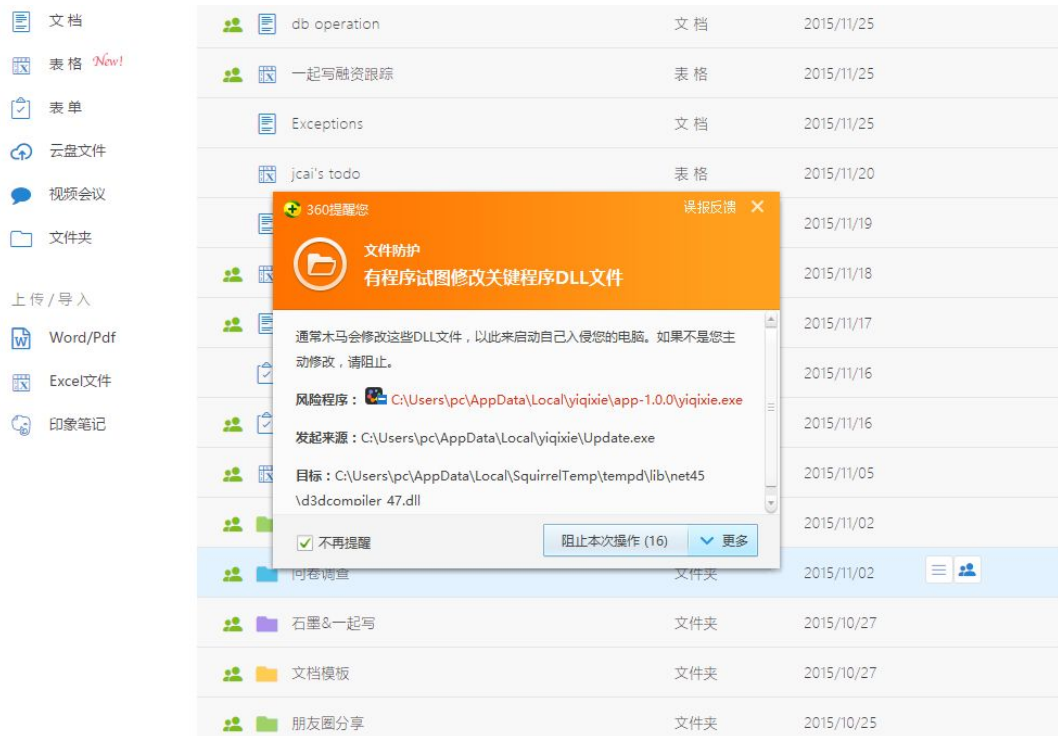 文档
db operation 文档 2015/11/25
表格 New!
一起写融资跟踪 表格 2015/11/25
表单
Exceptions 文档 2015/11/25
云盘文件
jcai's todo 表格 2015/11/20
视频会议
文件夹
上传/导入
Word/Pdf
Excel文件
印象笔记
360提醒您 误报反馈
文件防护
有程序试图修改关键程序DLL文件
通常木马会修改这些DLL文件，以此来启动自己入侵您的电脑。如果不是您主
动修改，请阻止。
风险程序： C:\Users\pc\AppData\Local\yiqixie\app-1.0.0\yiqixie.exe
发起来源：C:\Users\pc\AppData\Local\yiqixie\Update.exe
目标：C:\Users\pc\AppData\Local\SquirrelTemp\tempd\lib\net45
\d3dcompiler_47.dll
不再提醒 阻止本次操作 (16) 更多
2015/11/19
2015/11/18
2015/11/17
2015/11/16
2015/11/16
2015/11/05
2015/11/02
问卷调查 文件夹 2015/11/02
石墨&一起写 文件夹 2015/10/27
文档模板 文件夹 2015/10/27
朋友圈分享 文件夹 2015/10/25